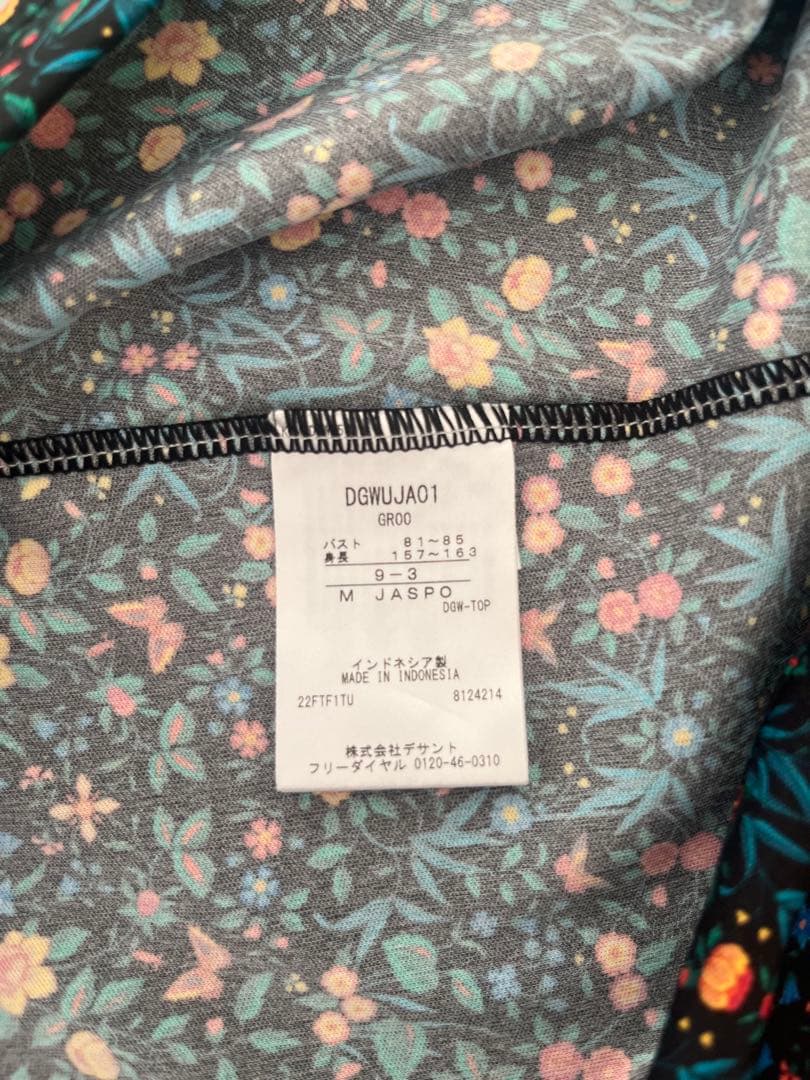 DGWUJA01
GR00
バスト 81〜85
身長 157〜163
9−3
M JASPO
DGW-TOP
インドネシア製
MADE IN INDONESIA
22FTF1TU 8124214
株式会社デサント
フリーダイヤル 0120-46-0310